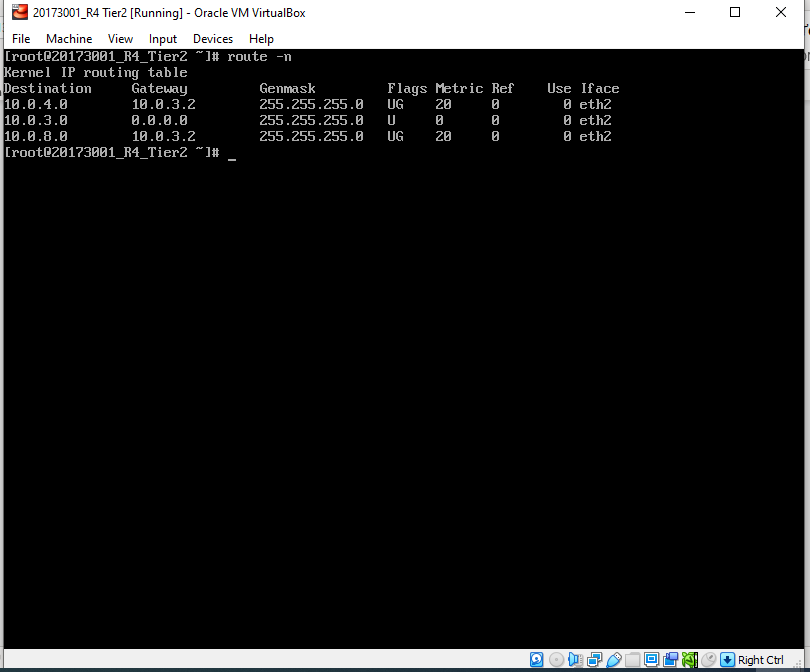 20173001_R4 Tier2 [Running] - Oracle VM VirtualBox
File Machine View Input Devices Help
[root@20173001_R4_Tier2 ~]# route -n
Kernel IP routing table
Destination Gateway Genmask Flags Metric Ref Use Iface
10.0.4.0 10.0.3.2 255.255.255.0 UG 20 0 0 eth2
10.0.3.0 0.0.0.0 255.255.255.0 U 0 0 0 eth2
10.0.8.0 10.0.3.2 255.255.255.0 UG 20 0 0 eth2
[root@20173001_R4_Tier2 ~]# _
Right Ctrl